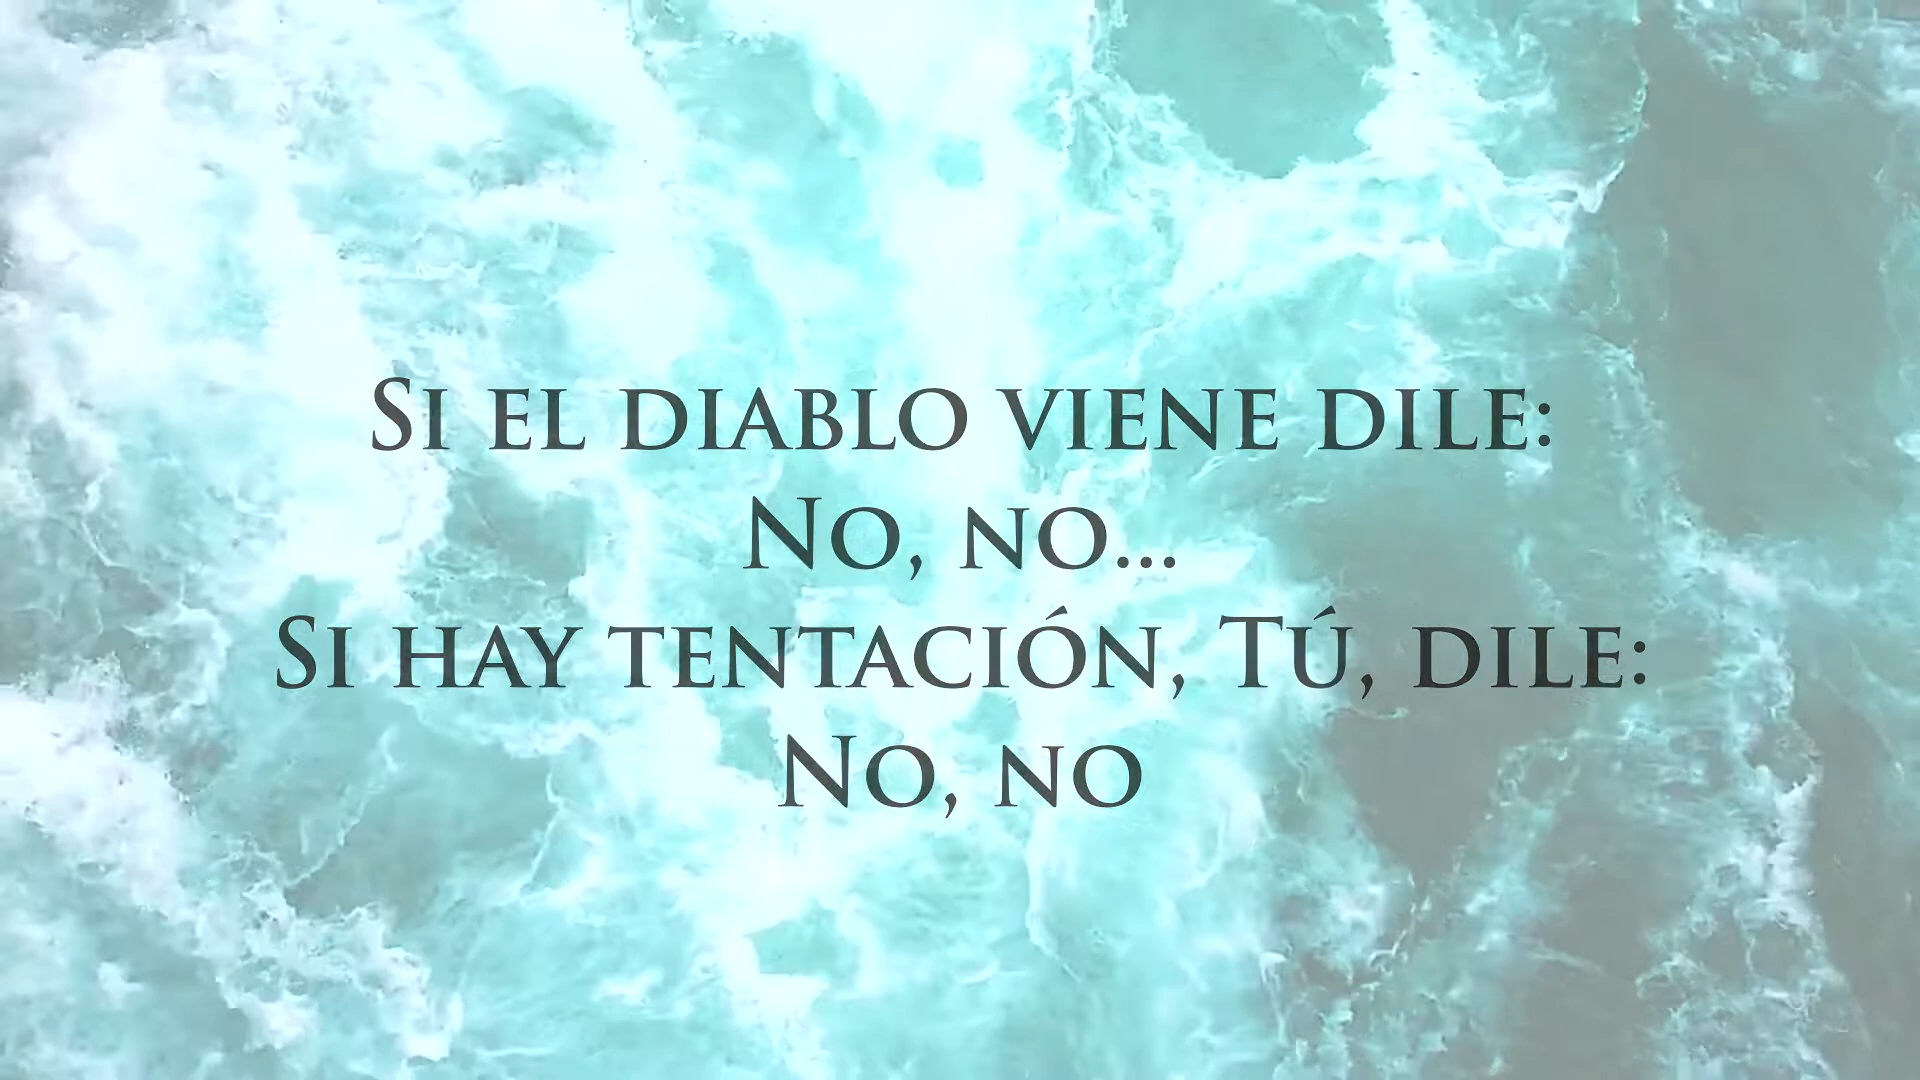 Si el diablo viene dile:
No, no...
Si hay tentación, Tú, dile:
No, no